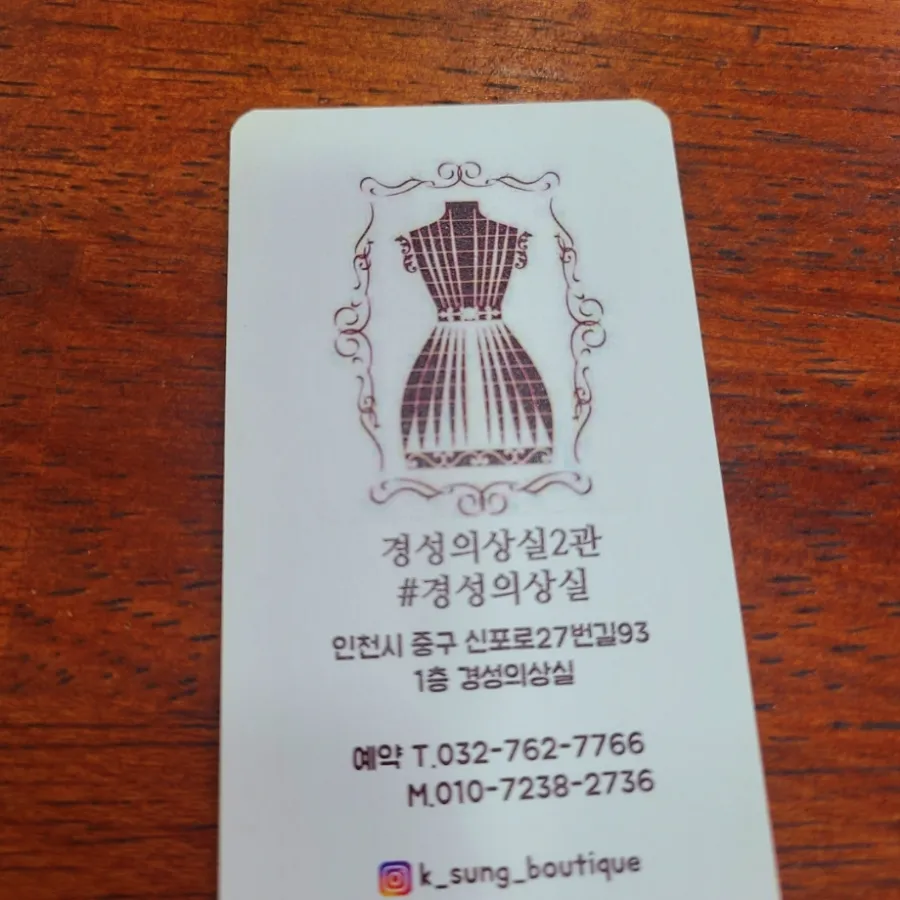 경성의상실2관
#경성의상실
인천시 중구 신포로27번길93
1층 경성의상실
예약 T.032-762-7766
M.010-7238-2736
k_sung_boutique